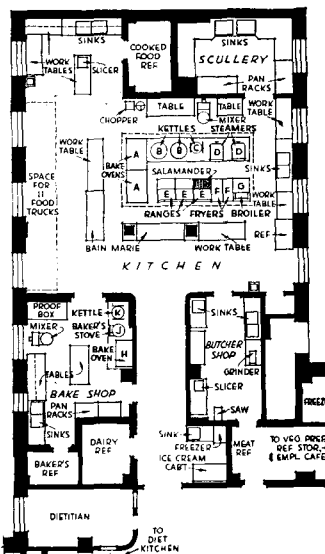 SINKS
COOKED
FOOD
REF
SINKS
SCULLERY
WORK
TABLES
SLICER
PAN
RACKS
CHOPPER
TABLE
TABLE
WORK
TABLE
MIXER
KETTLES
STEAMERS
WORK
TABLE
BAKE
OVENS
A
A
B
B
C
D
D
SPACE
FOR
11
FOOD
TRUCKS
SALAMANDER
SINKS
E
E
E
F
F
G
RANGES
FRYERS
BROILER
WORK
TABLE
BAIN MARIE
WORK TABLE
REF
KITCHEN
PROOF
BOX
KETTLE
K
MIXER
BAKER'S
STOVE
J
BAKE
OVEN
H
TABLES
BAKE SHOP
PAN
RACKS
SINKS
BAKER'S
REF
DAIRY
REF
SINKS
BUTCHER
SHOP
GRINDER
SLICER
SAW
SINK
FREEZER
ICE CREAM
CABT
MEAT
REF
FREEZ
TO VEG PREP
REF STOR.
& EMPL CAFE
DIETITIAN
TO
DIET
KITCHEN